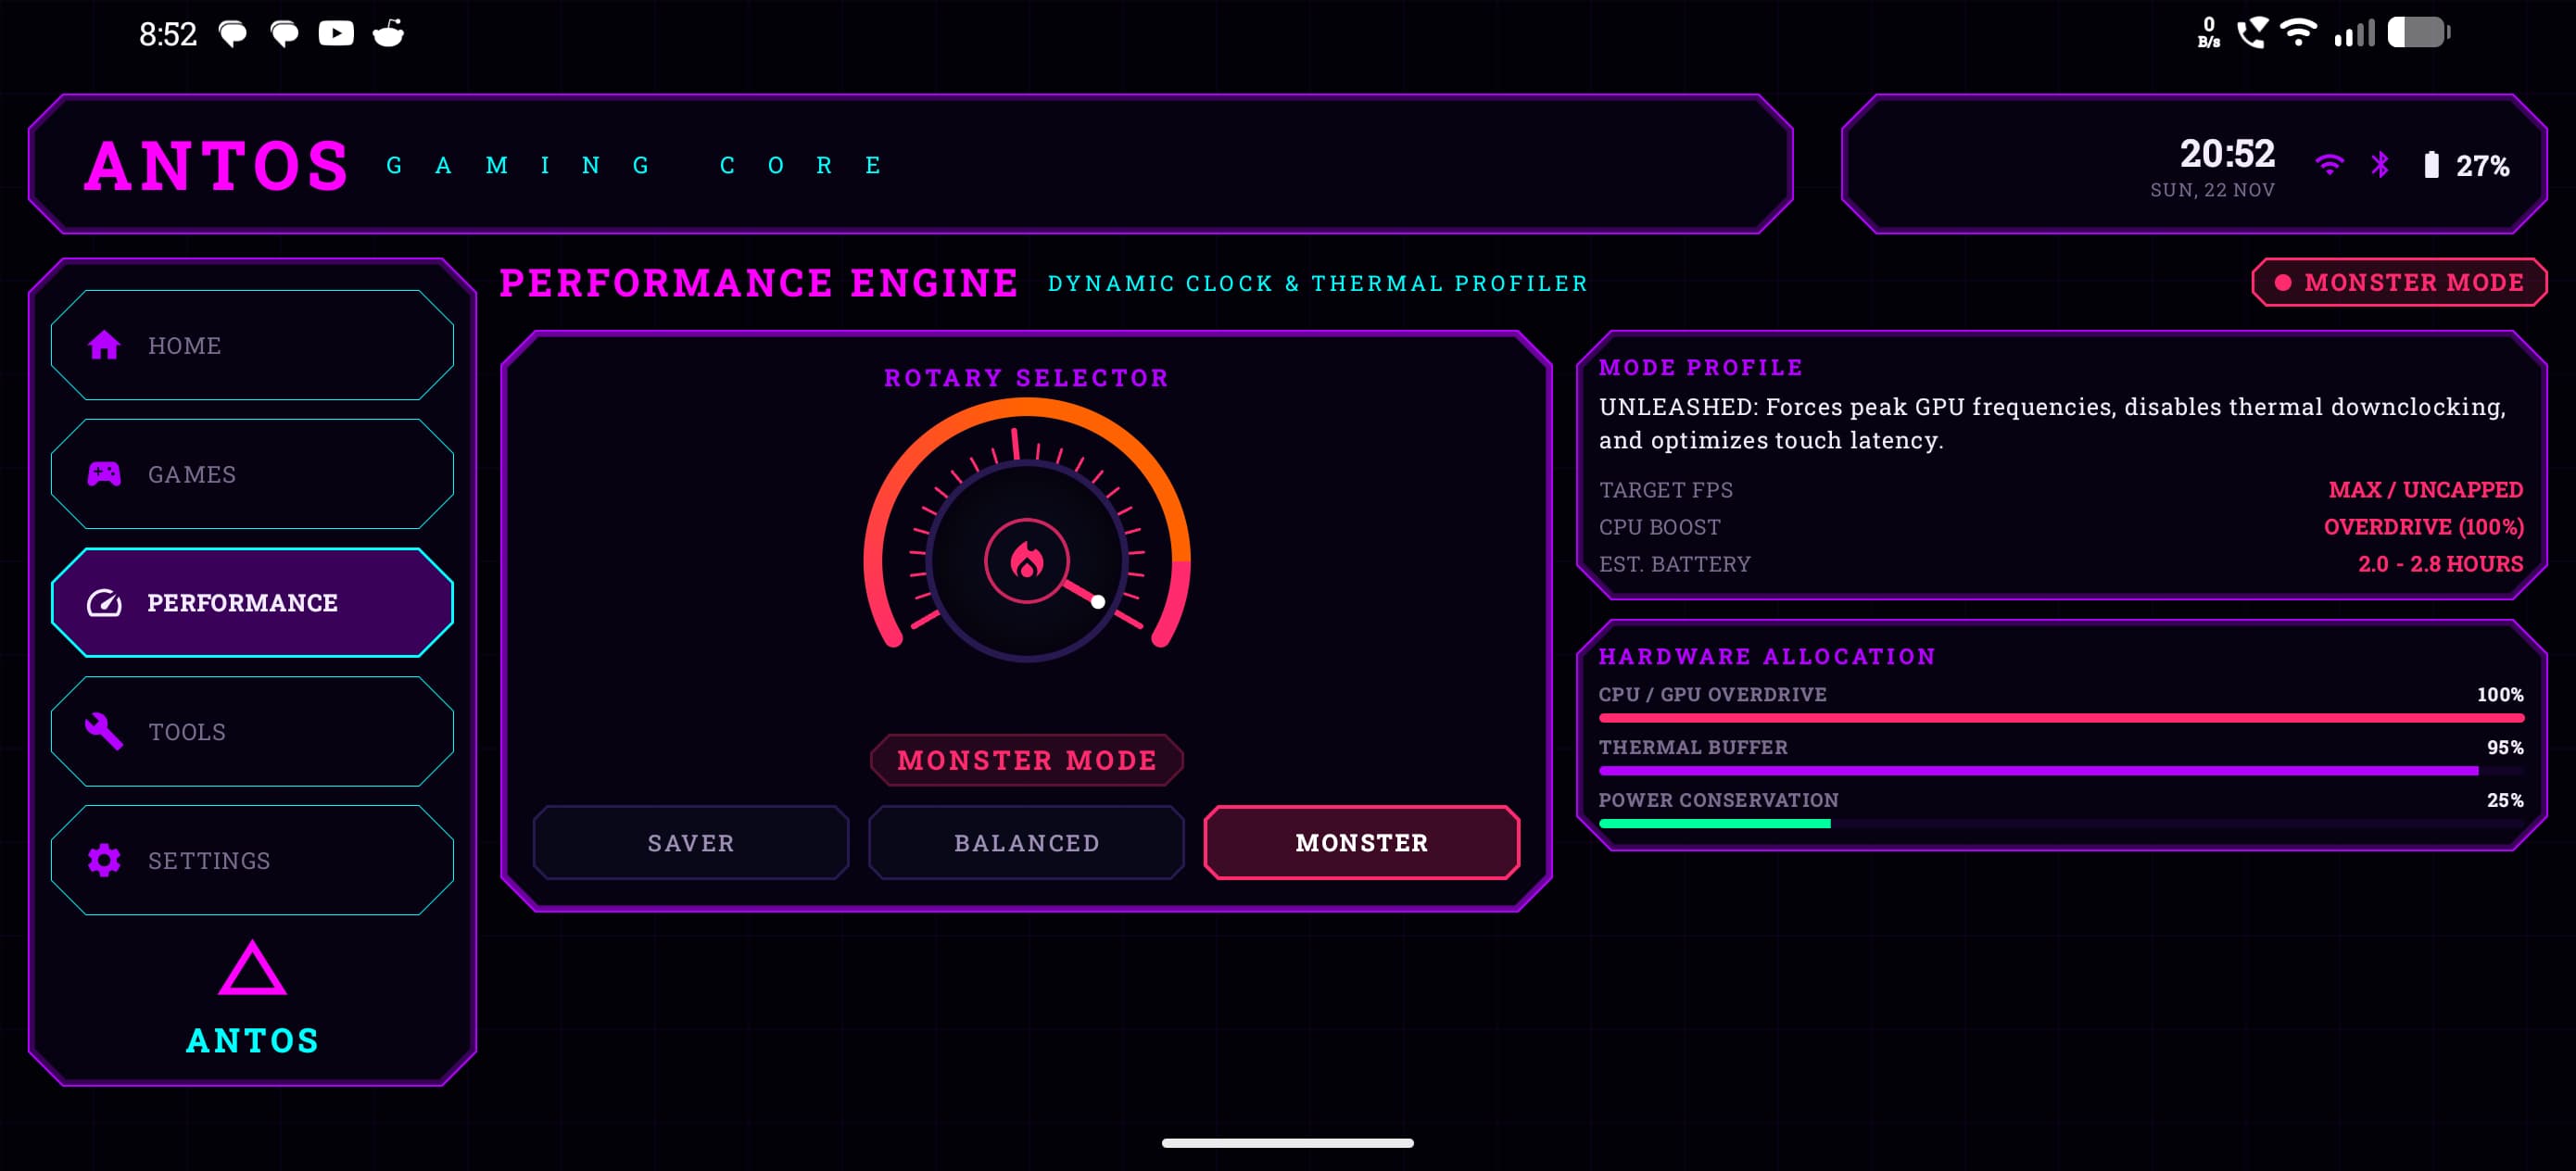 8:52
0
B/s
ANTOS GAMING CORE
20:52
SUN, 22 NOV
27%
HOME
GAMES
PERFORMANCE
TOOLS
SETTINGS
ANTOS
PERFORMANCE ENGINE DYNAMIC CLOCK & THERMAL PROFILER
MONSTER MODE
ROTARY SELECTOR
MONSTER MODE
SAVER BALANCED MONSTER
MODE PROFILE
UNLEASHED: Forces peak GPU frequencies, disables thermal downclocking,
and optimizes touch latency.
TARGET FPS MAX / UNCAPPED
CPU BOOST OVERDRIVE (100%)
EST. BATTERY 2.0 - 2.8 HOURS
HARDWARE ALLOCATION
CPU / GPU OVERDRIVE 100%
THERMAL BUFFER 95%
POWER CONSERVATION 25%